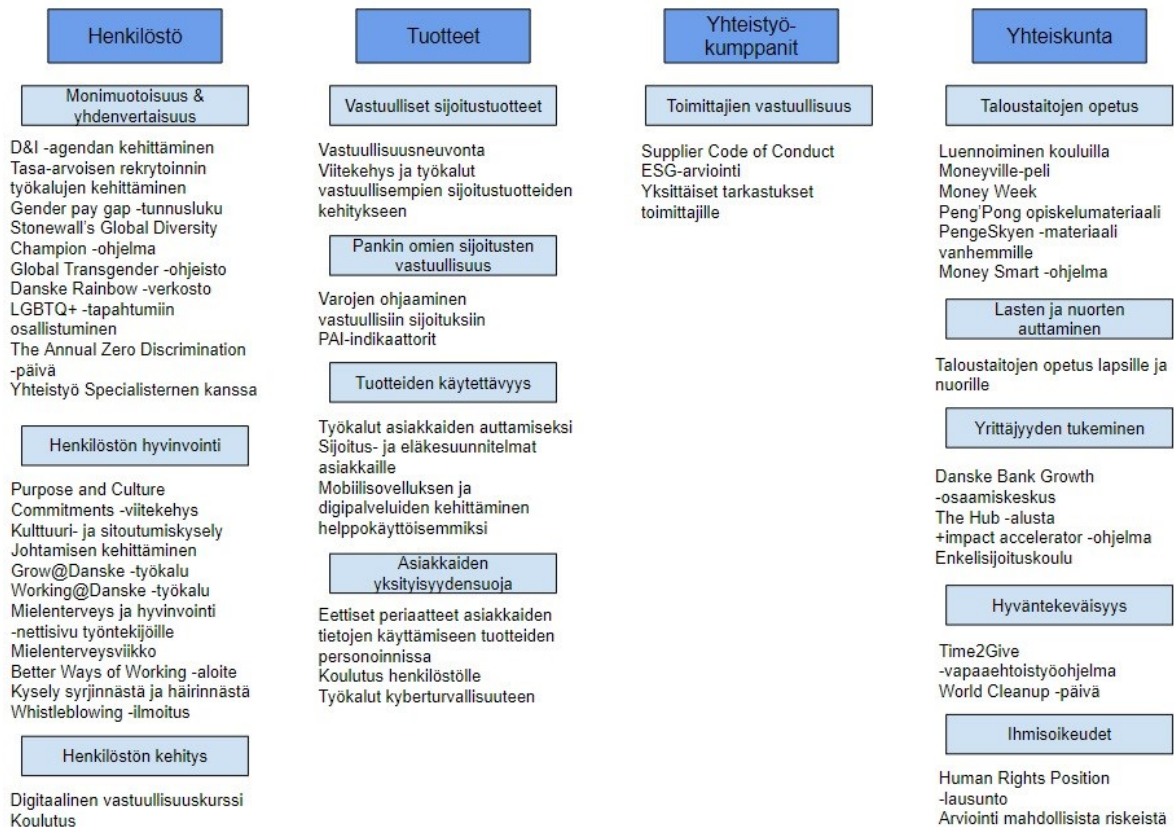 Henkilöstö
Monimuotoisuus &
yhdenvertaisuus
D&I -agendan kehittäminen
Tasa-arvoisen rekrytoinnin
työkalujen kehittäminen
Gender pay gap -tunnusluku
Stonewall's Global Diversity
Champion -ohjelma
Global Transgender -ohjeisto
Danske Rainbow -verkosto
LGBTQ+ -tapahtumiin
osallistuminen
The Annual Zero Discrimination
-päivä
Yhteistyö Specialisternen kanssa
Henkilöstön hyvinvointi
Purpose and Culture
Commitments -viitekehys
Kulttuuri- ja sitoutumiskysely
Johtamisen kehittäminen
Grow@Danske -työkalu
Working@Danske -työkalu
Mielenterveys ja hyvinvointi
-nettisivu työntekijöille
Mielenterveysviikko
Better Ways of Working -aloite
Kysely syrjinnästä ja häirinnästä
Whistleblowing -ilmoitus
Henkilöstön kehitys
Digitaalinen vastuullisuuskurssi
Koulutus
Tuotteet
Vastuulliset sijoitustuotteet
Vastuullisuusneuvonta
Viitekehys ja työkalut
vastuullisempien sijoitustuotteiden
kehitykseen
Pankin omien sijoitusten
vastuullisuus
Varojen ohjaaminen
vastuullisiin sijoituksiin
PAI-indikaattorit
Tuotteiden käytettävyys
Työkalut asiakkaiden auttamiseksi
Sijoitus- ja eläkesuunnitelmat
asiakkaille
Mobiilisovelluksen ja
digipalveluiden kehittäminen
helppokäyttöisemmiksi
Asiakkaiden
yksityisyydensuoja
Eettiset periaatteet asiakkaiden
tietojen käyttämiseen tuotteiden
personoinnissa
Koulutus henkilöstölle
Työkalut kyberturvallisuuteen
Yhteistyö-
kumppanit
Toimittajien vastuullisuus
Supplier Code of Conduct
ESG-arviointi
Yksittäiset tarkastukset
toimittajille
Yhteiskunta
Taloustaitojen opetus
Luennoiminen kouluilla
Moneyville-peli
Money Week
Peng'Pong opiskelumateriaali
PengeSkyen -materiaali
vanhemmille
Money Smart -ohjelma
Lasten ja nuorten
auttaminen
Taloustaitojen opetus lapsille ja
nuorille
Yrittäjyyden tukeminen
Danske Bank Growth
-osaamiskeskus
The Hub -alusta
+impact accelerator -ohjelma
Enkelisijoituskoulu
Hyväntekeväisyys
Time2Give
-vapaaehtoistyöohjelma
World Cleanup -päivä
Ihmisoikeudet
Human Rights Position
-lausunto
Arviointi mahdollisista riskeistä